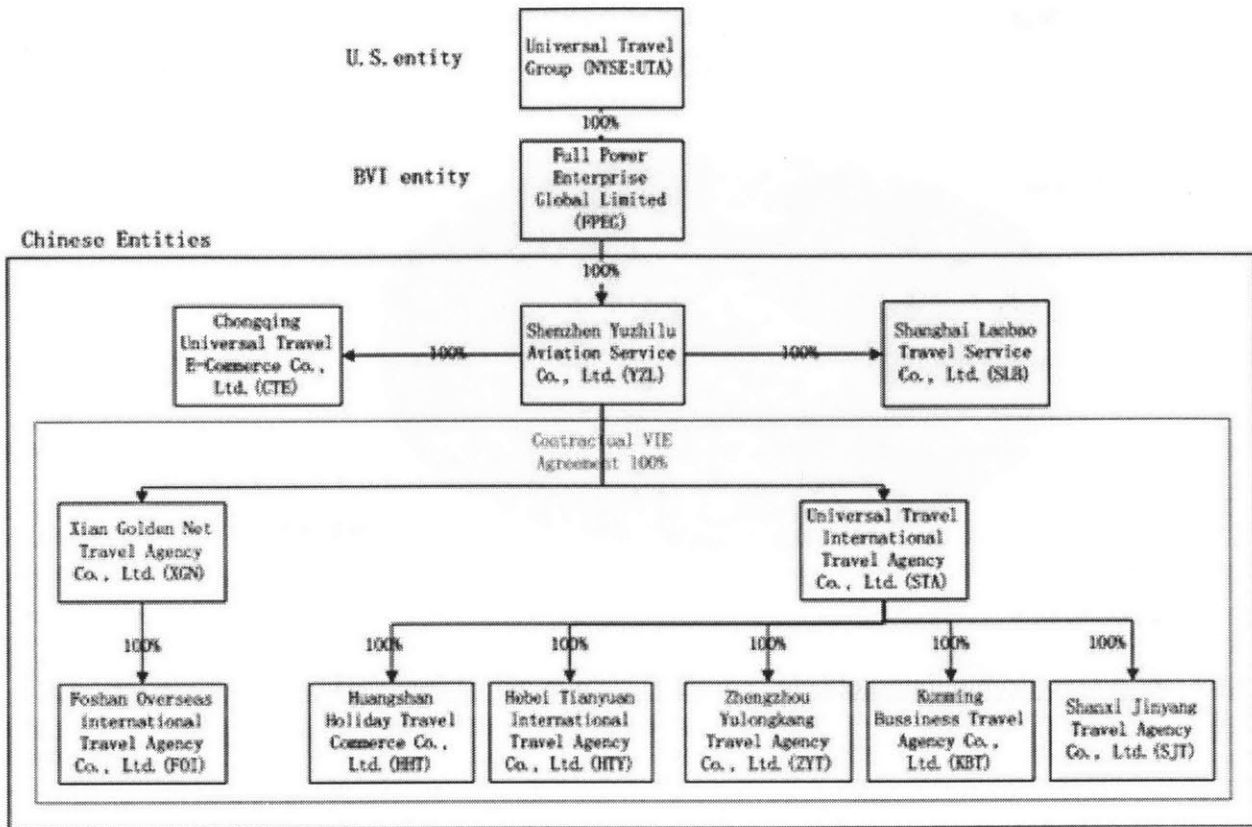 U.S. entity
Universal Travel
Group (NYSE:UTA)
100%
BVI entity
Full Power
Enterprise
Global Limited
(FPEG)
Chinese Entities
100%
Chongqing
Universal Travel
E-Commerce Co.,
Ltd. (CTE)
100%
Shenzhen Yuzhilu
Aviation Service
Co., Ltd. (YZL)
100%
Shanghai Lanbao
Travel Service
Co., Ltd. (SLB)
Contractual VIE
Agreement 100%
Xian Golden Net
Travel Agency
Co., Ltd. (XGN)
Universal Travel
International
Travel Agency
Co., Ltd. (STA)
100%
100%
100%
100%
100%
100%
Foshan Overseas
international
Travel Agency
Co., Ltd. (FOI)
Huangshan
Holiday Travel
Commerce Co.,
Ltd. (HHT)
Hebei Tianyuan
International
Travel Agency
Co., Ltd. (HTY)
Zhengzhou
Yulongkang
Travel Agency
Co., Ltd. (ZYT)
Kunming
Bussiness Travel
Agency Co.,
Ltd. (KBT)
Shanxi Jinyang
Travel Agency
Co., Ltd. (SJT)